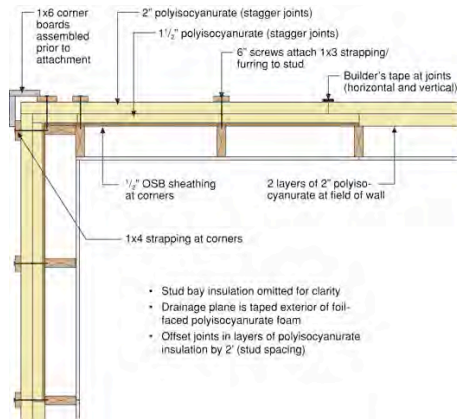 1x6 corner
boards
assembled
prior to
attachment
2" polyisocyanurate (stagger joints)
1 1/2" polyisocyanurate (stagger joints)
6" screws attach 1x3 strapping/
furring to stud
Builder's tape at joints
(horizontal and vertical)
1/2" OSB sheathing
at corners
2 layers of 2" polyiso-
cyanurate at field of wall
1x4 strapping at corners
• Stud bay insulation omitted for clarity
• Drainage plane is taped exterior of foil-
faced polyisocyanurate foam
• Offset joints in layers of polyisocyanurate
insulation by 2' (stud spacing)